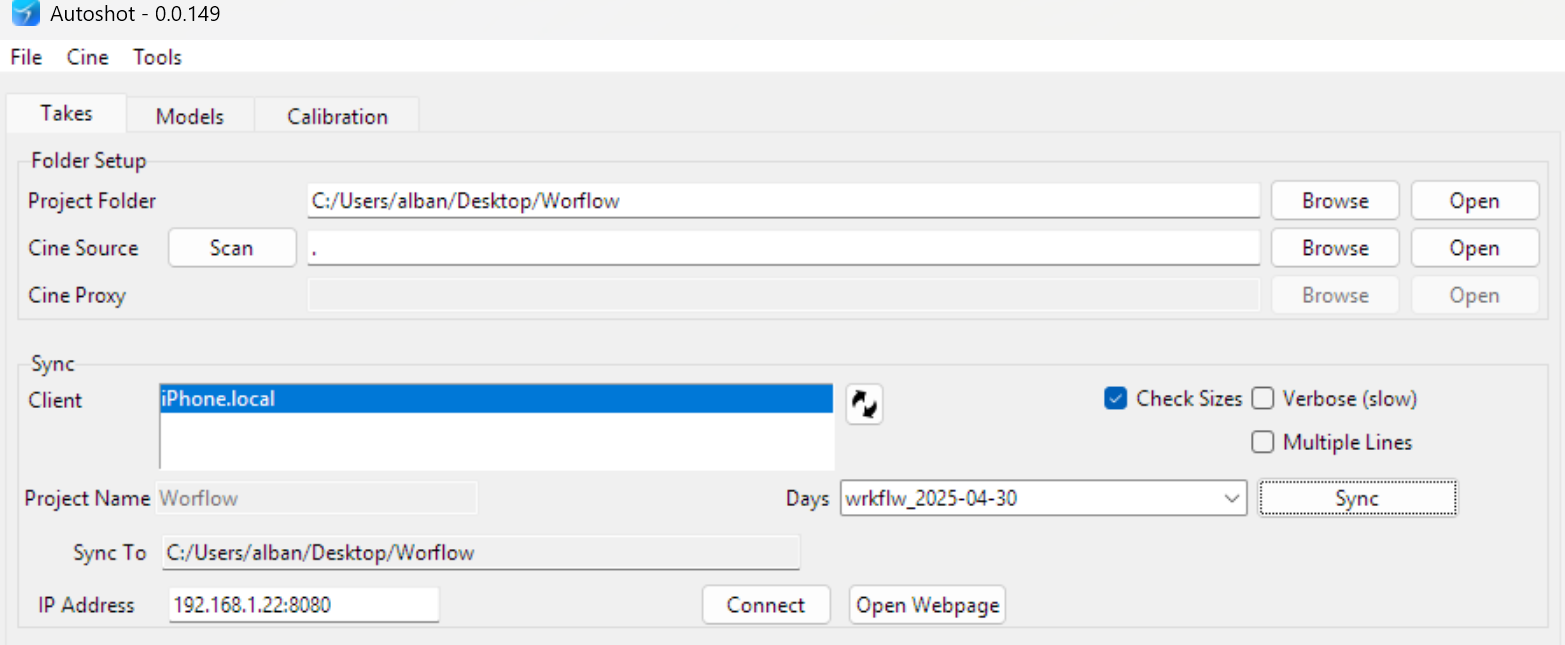 Autoshot - 0.0.149
File Cine Tools
Takes Models Calibration
Folder Setup
Project Folder C:/Users/alban/Desktop/Worflow Browse Open
Cine Source Scan . Browse Open
Cine Proxy Browse Open
Sync
Client iPhone.local Check Sizes Verbose (slow)
Multiple Lines
Project Name Worflow Days wrkflw_2025-04-30 Sync
Sync To C:/Users/alban/Desktop/Worflow
IP Address 192.168.1.22:8080 Connect Open Webpage